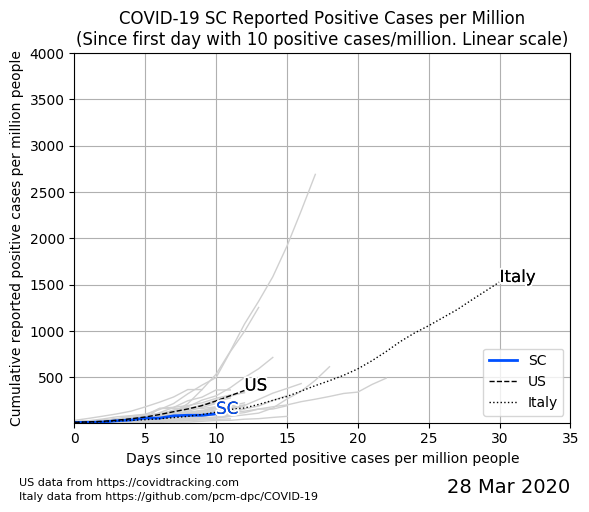 COVID-19 SC Reported Positive Cases per Million
(Since first day with 10 positive cases/million. Linear scale)
Cumulative reported positive cases per million people
4000
3500
3000
2500
2000
1500
1000
500
Italy
US
SC
SC
US
Italy
0 5 10 15 20 25 30 35
Days since 10 reported positive cases per million people
US data from https://covidtracking.com
Italy data from https://github.com/pcm-dpc/COVID-19
28 Mar 2020